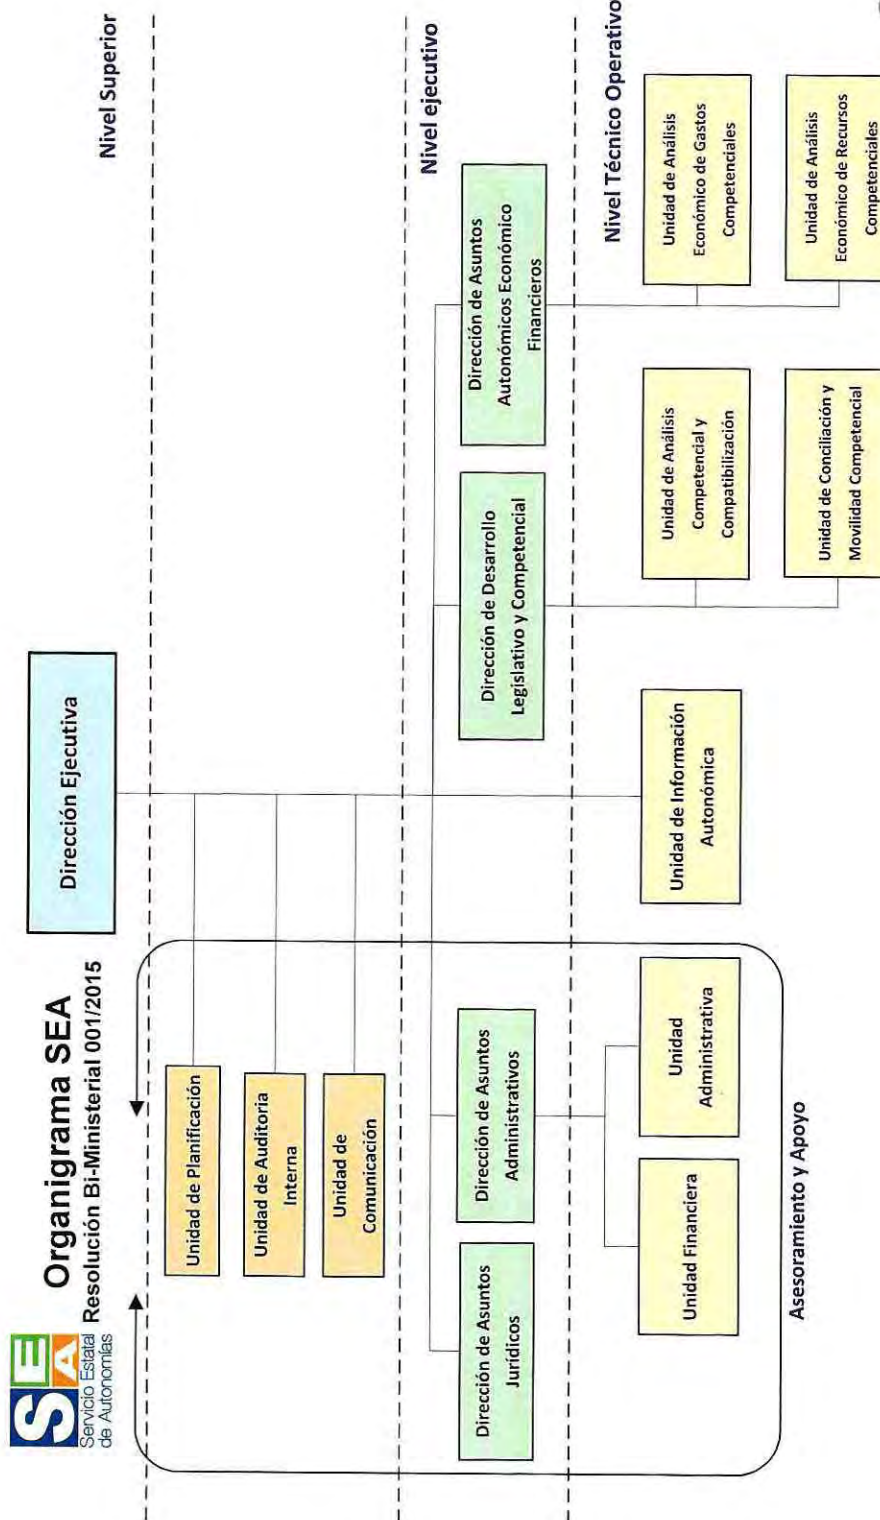 SEA
Servicio Estatal
de Autonomías
Organigrama SEA
Resolución Bi-Ministerial 001/2015
Dirección Ejecutiva
Nivel Superior
Unidad de Planificación
Unidad de Auditoria
Interna
Unidad de
Comunicación
Nivel ejecutivo
Dirección de Asuntos
Jurídicos
Dirección de Asuntos
Administrativos
Dirección de Desarrollo
Legislativo y Competencial
Dirección de Asuntos
Autonómicos Económico
Financieros
Nivel Técnico Operativo
Unidad Financiera
Unidad
Administrativa
Unidad de Información
Autonómica
Unidad de Análisis
Competencial y
Compatibilización
Unidad de Análisis
Económico de Gastos
Competenciales
Unidad de Conciliación y
Movilidad Competencial
Unidad de Análisis
Económico de Recursos
Competenciales
Asesoramiento y Apoyo